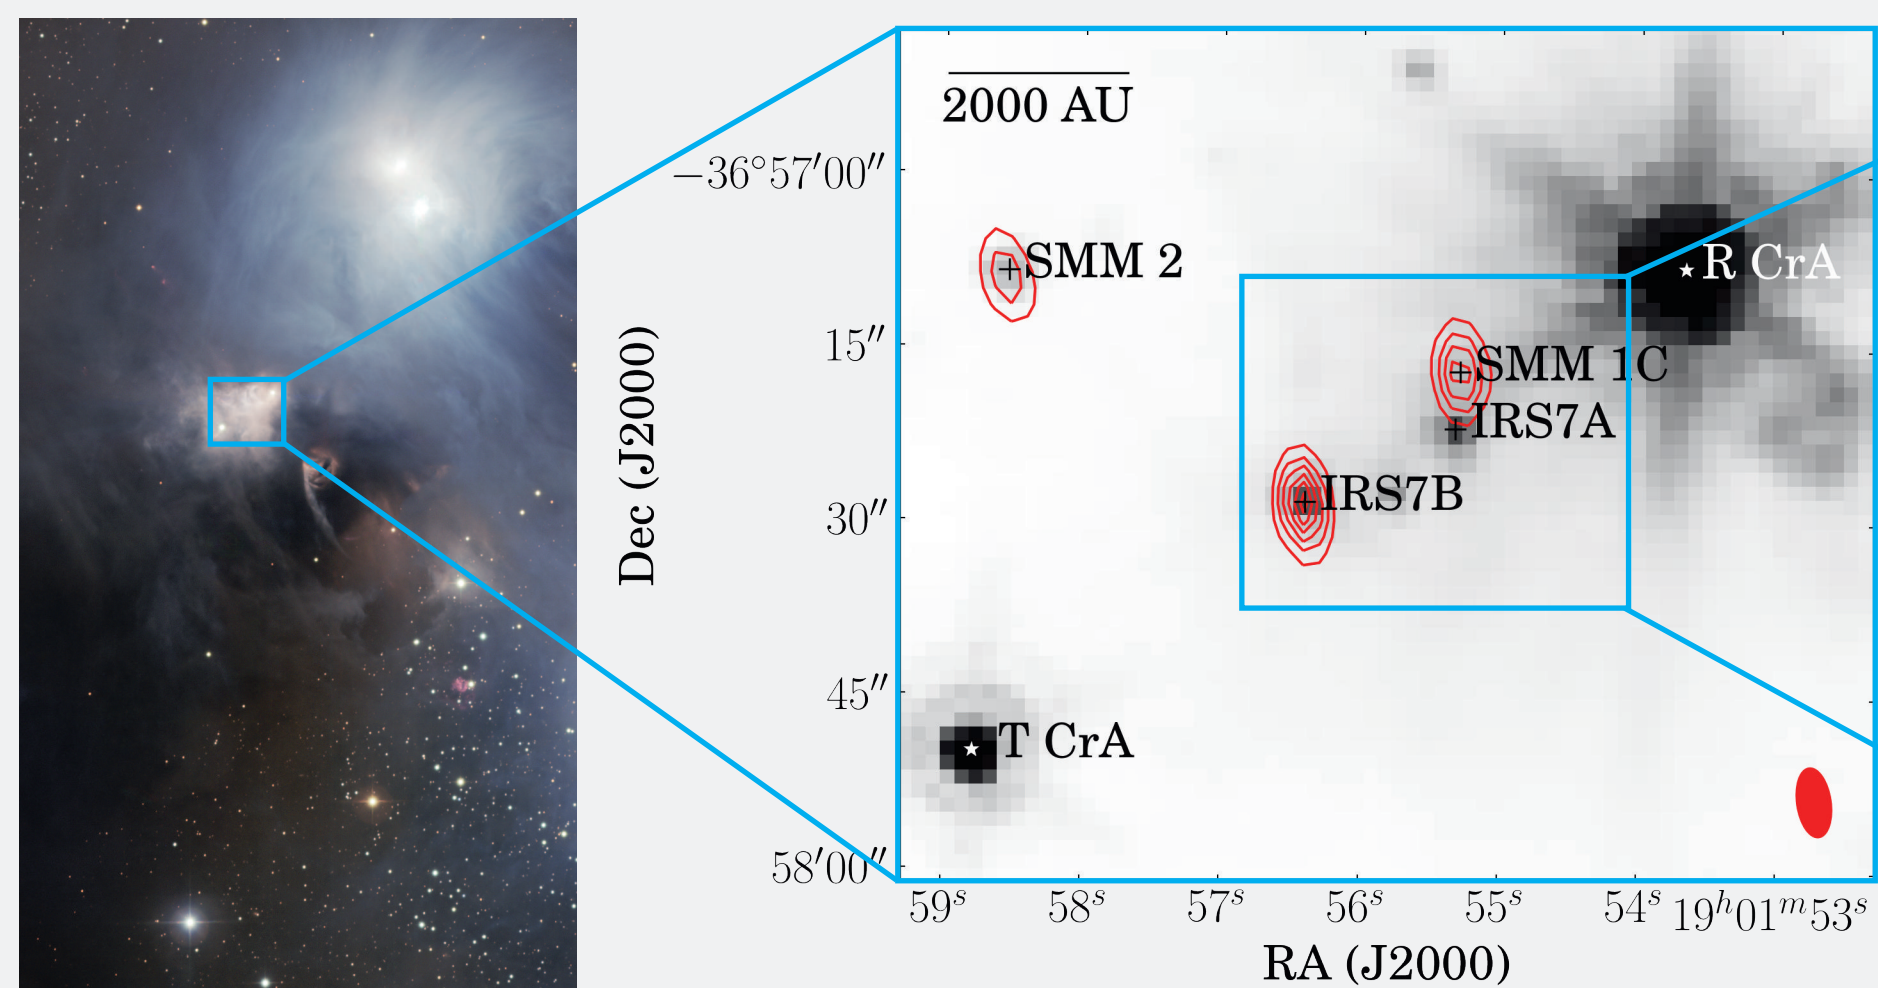 2000 AU
−36°57′00″
SMM 2
R CrA
15″
SMM 1C
IRS7A
IRS7B
30″
45″
T CrA
58′00″
Dec (J2000)
59ˢ 58ˢ 57ˢ 56ˢ 55ˢ 54ˢ 19ʰ01ᵐ53ˢ
RA (J2000)